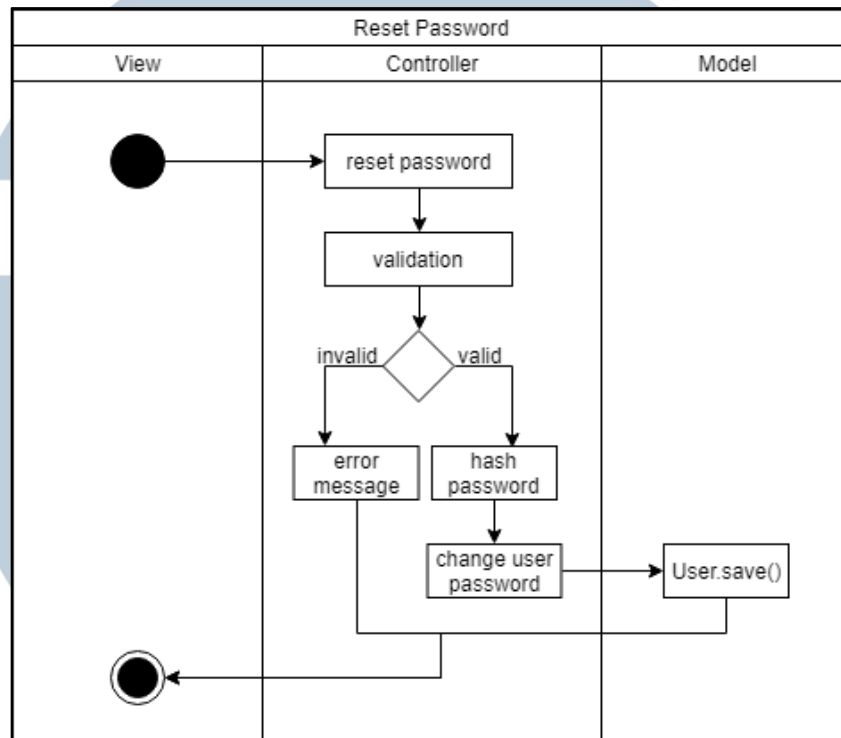 Reset Password
View
Controller
Model
reset password
validation
invalid
valid
error
message
hash
password
change user
password
User.save()